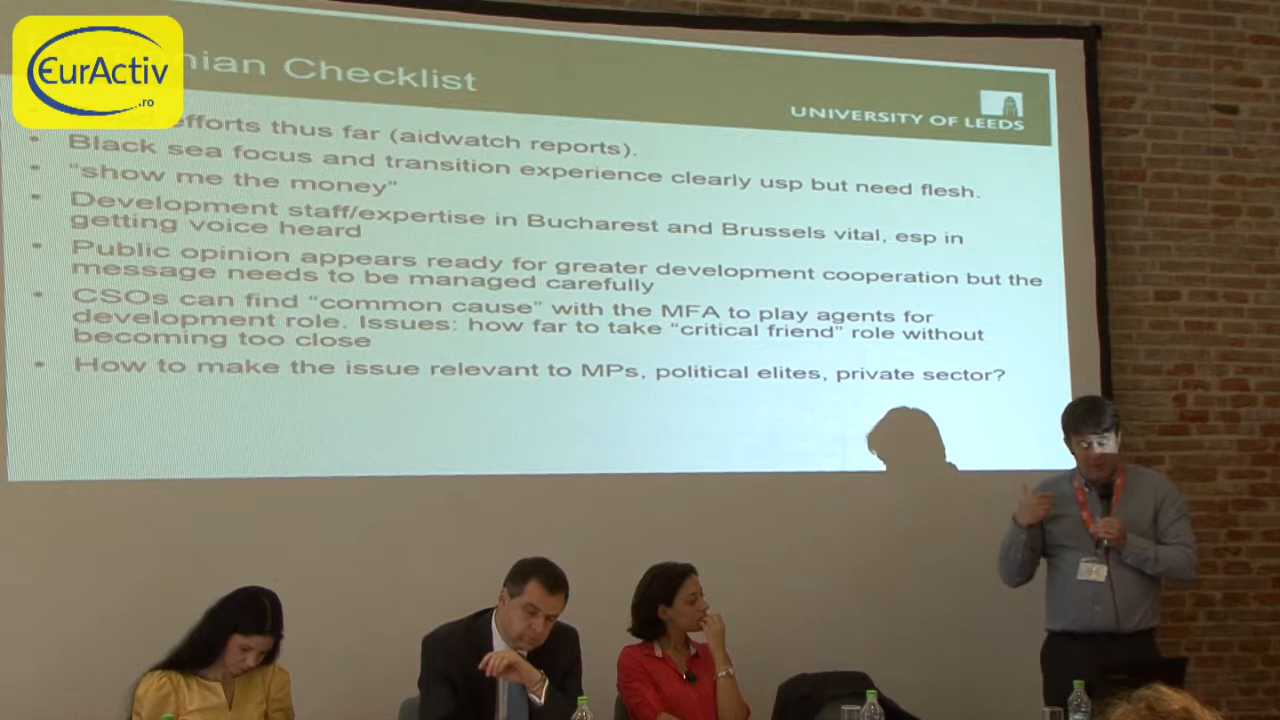 EurActiv
.ro
nian Checklist
UNIVERSITY OF LEEDS
efforts thus far (aidwatch reports).
• Black sea focus and transition experience clearly usp but need flesh.
• "show me the money"
• Development staff/expertise in Bucharest and Brussels vital, esp in
getting voice heard
• Public opinion appears ready for greater development cooperation but the
message needs to be managed carefully
• CSOs can find "common cause" with the MFA to play agents for
development role. Issues: how far to take "critical friend" role without
becoming too close
• How to make the issue relevant to MPs, political elites, private sector?